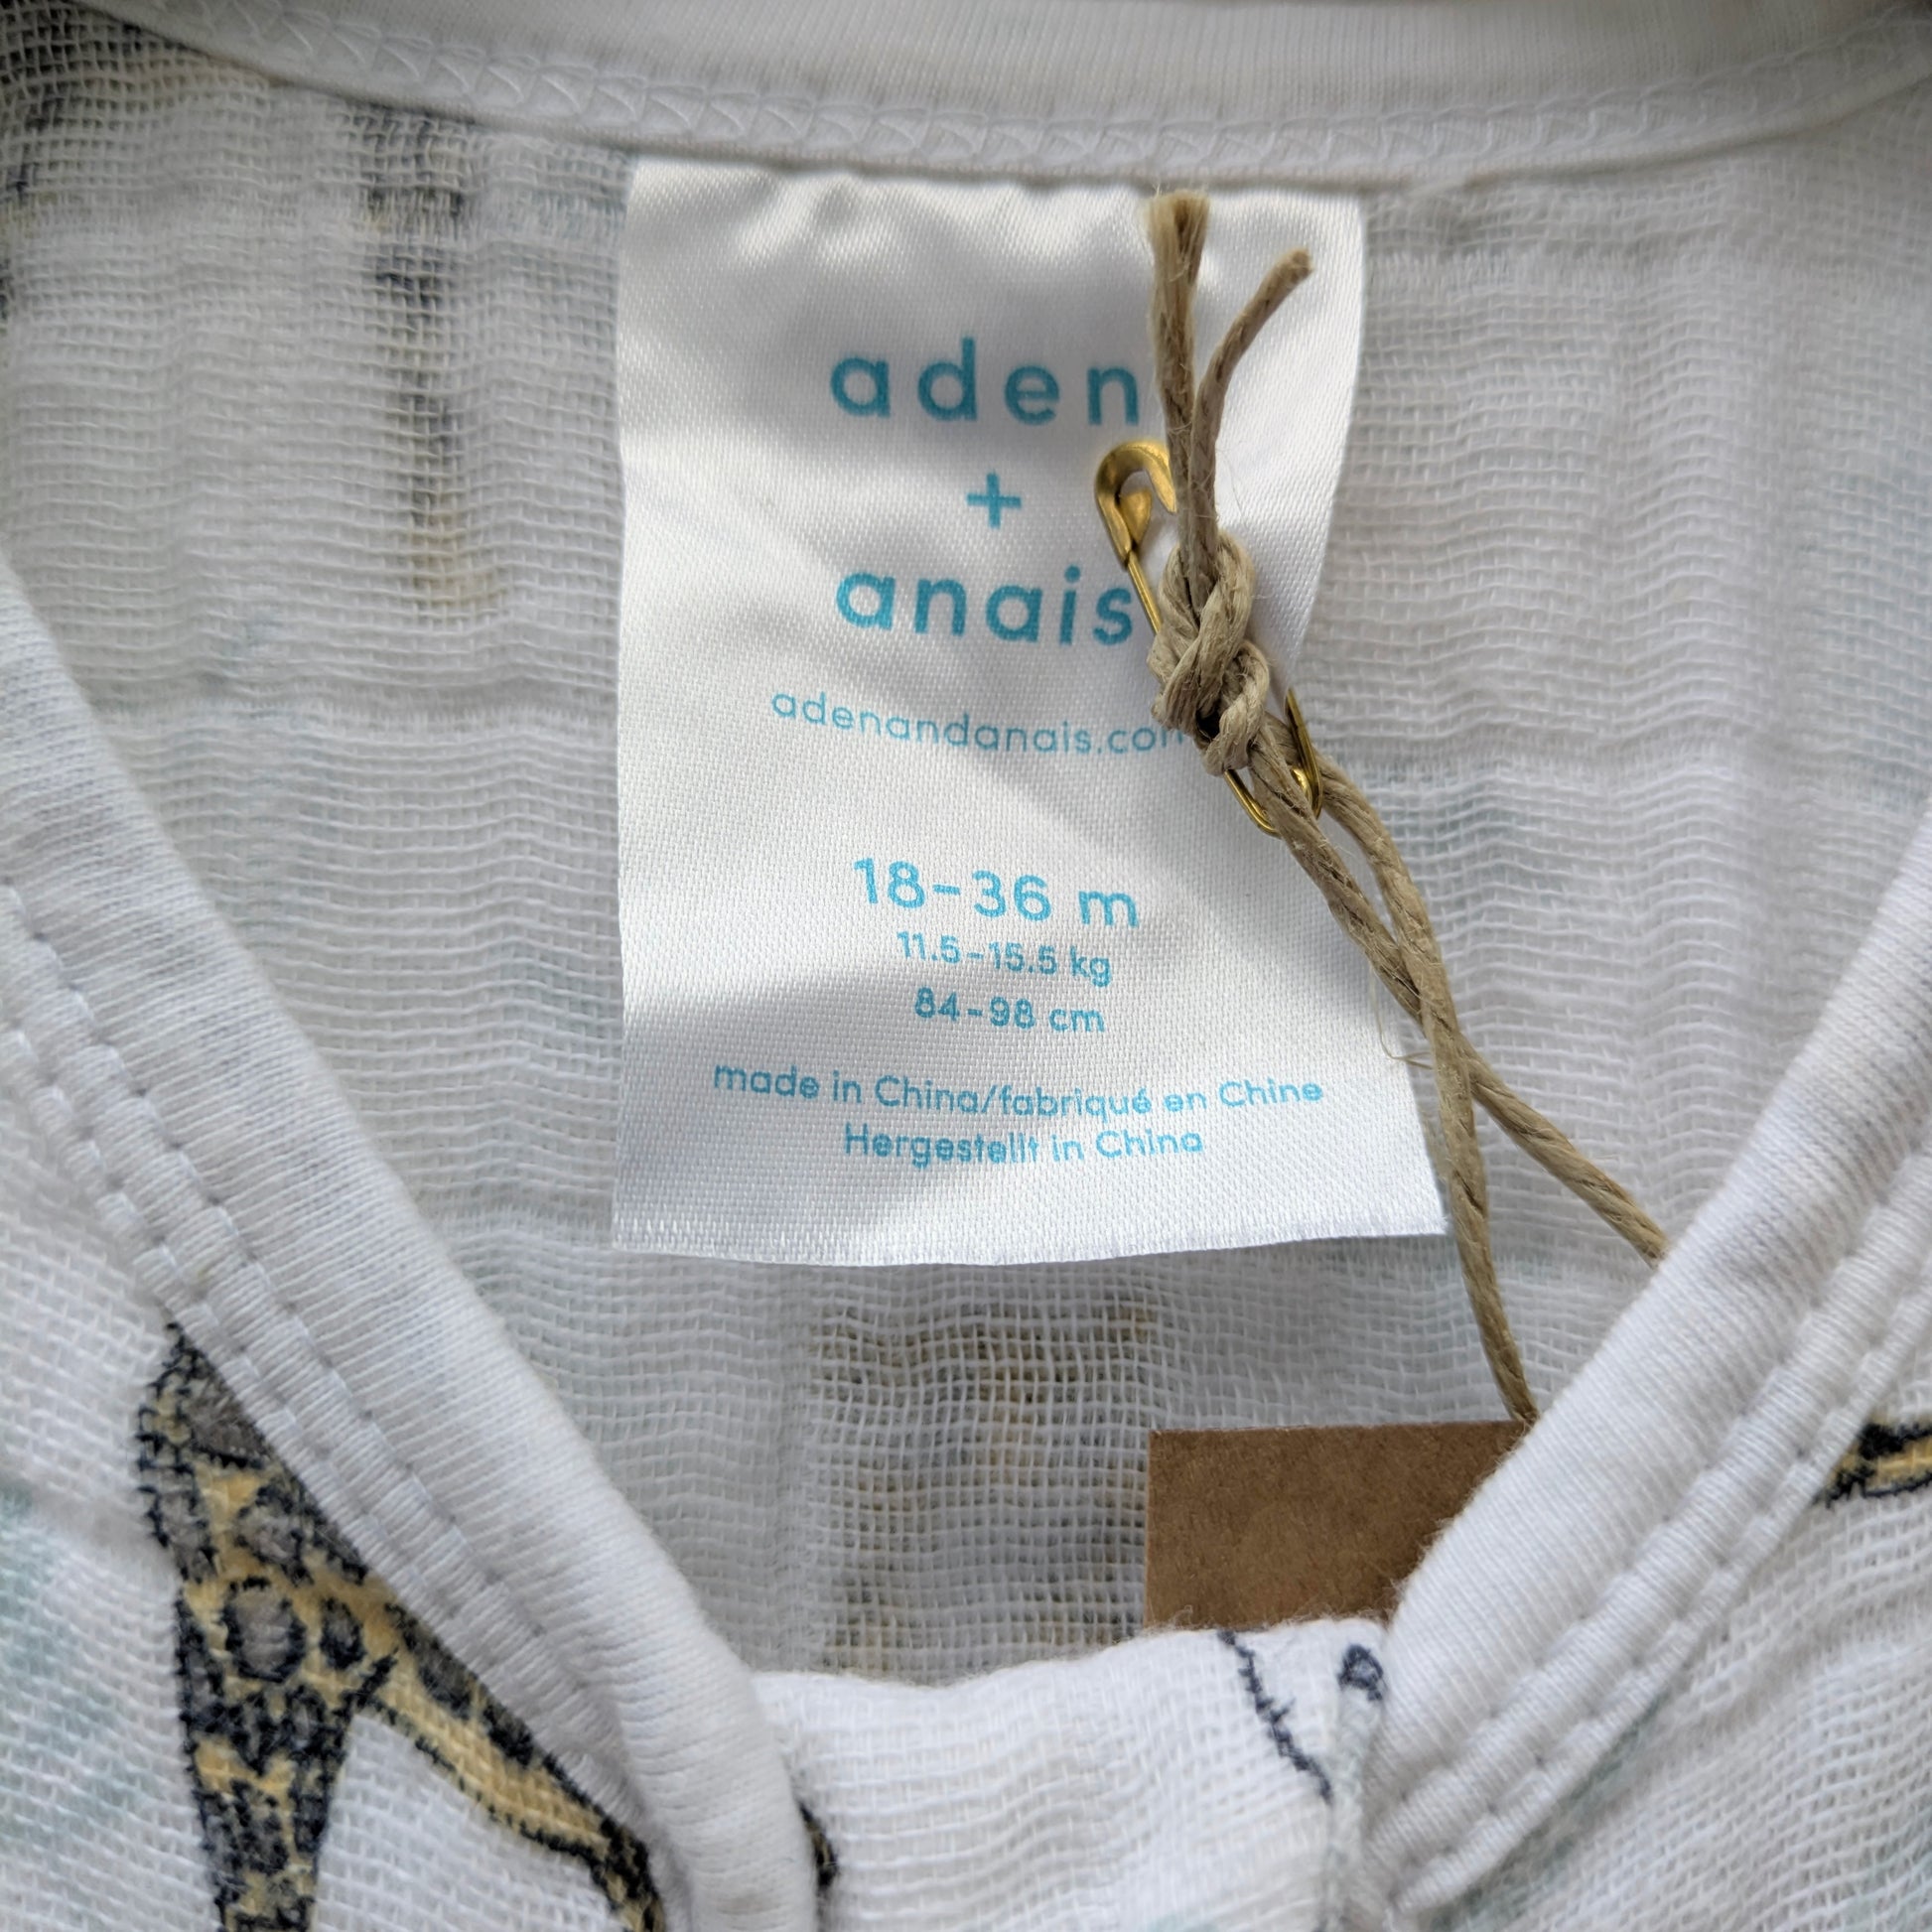 aden
+
anais
adenandanais.com
18-36 m
11.5-15.5 kg
84-98 cm
made in China/fabriqué en Chine
Hergestellt in China